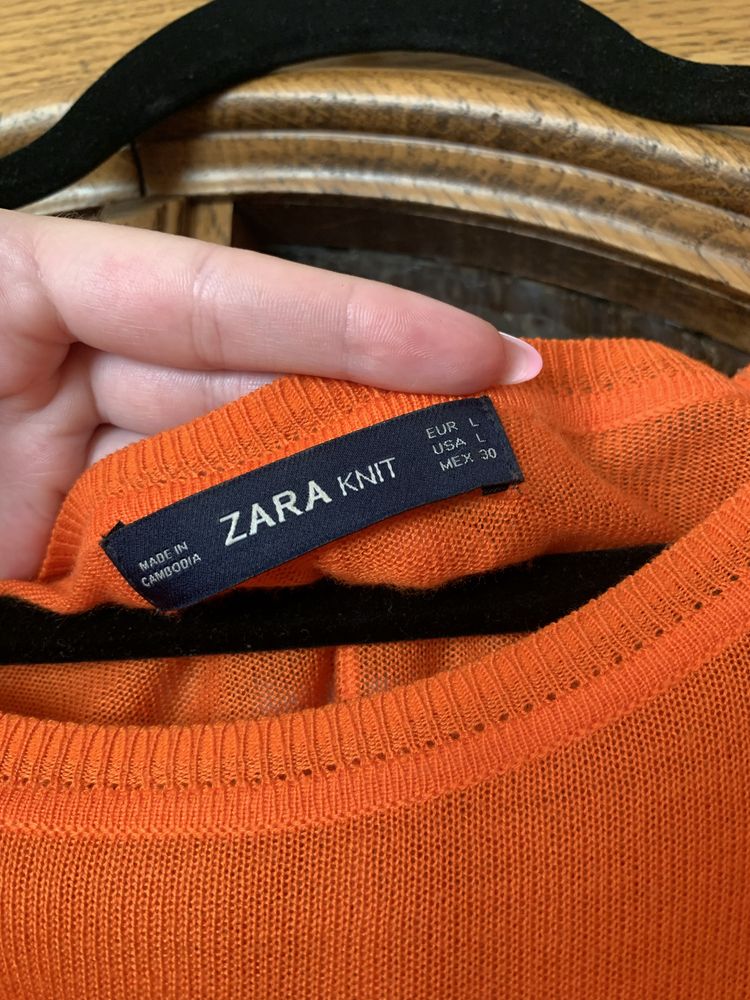 MADE IN
CAMBODIA
ZARA KNIT
EUR L
USA L
MEX 30